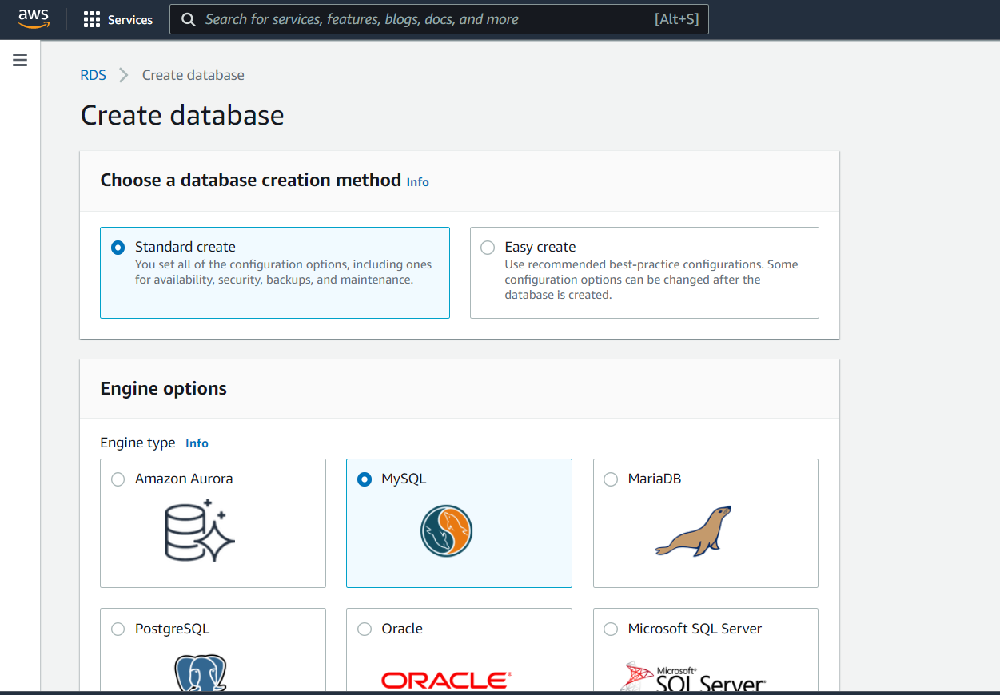 aws
Services
Search for services, features, blogs, docs, and more
[Alt+S]
RDS
Create database
Create database
Choose a database creation method Info
Standard create
You set all of the configuration options, including ones
for availability, security, backups, and maintenance.
Easy create
Use recommended best-practice configurations. Some
configuration options can be changed after the
database is created.
Engine options
Engine type Info
Amazon Aurora
MySQL
MariaDB
PostgreSQL
Oracle
ORACLE®
Microsoft SQL Server
Microsoft®
SQL Server®